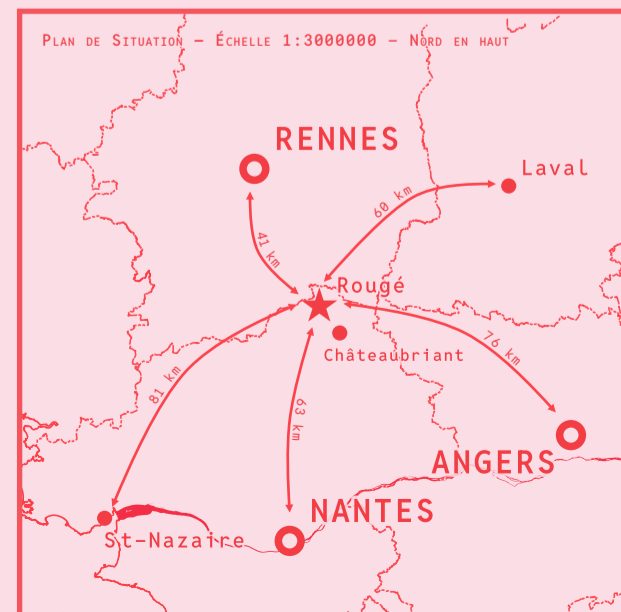 Plan de Situation – Échelle 1:3000000 – Nord en haut
RENNES
Laval
60 km
41 km
Rougé
Châteaubriant
76 km
81 km
63 km
ANGERS
NANTES
St-Nazaire